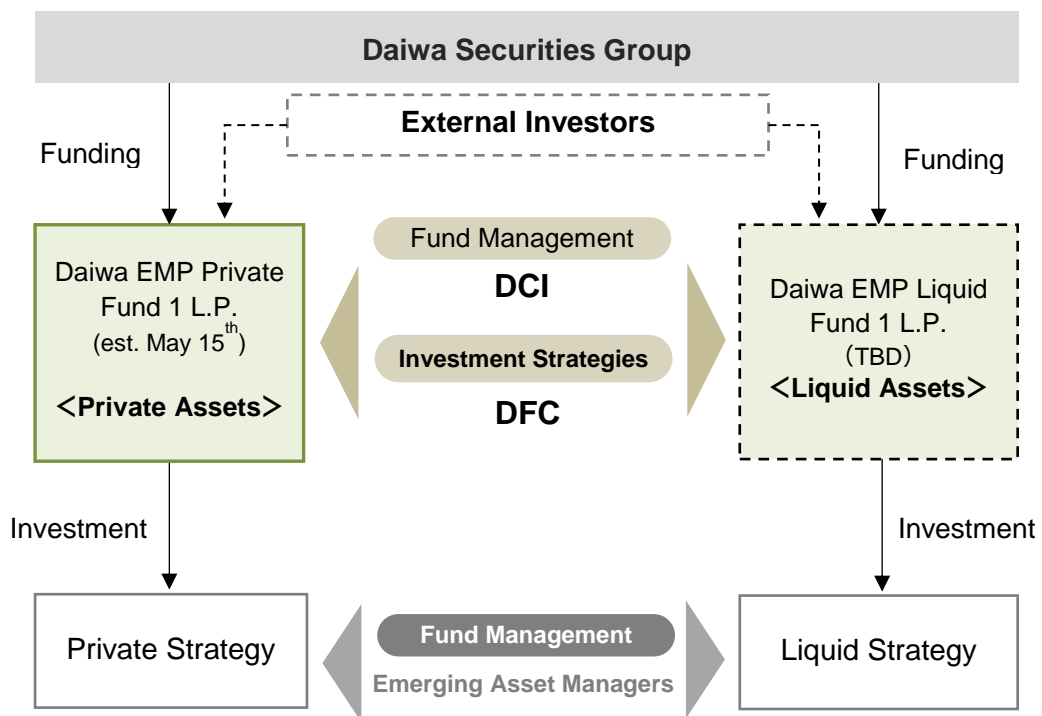 Daiwa Securities Group
External Investors
Funding
Funding
Daiwa EMP Private
Fund 1 L.P.
(est. May 15th)
<Private Assets>
Fund Management
DCI
Investment Strategies
DFC
Daiwa EMP Liquid
Fund 1 L.P.
(TBD)
<Liquid Assets>
Investment
Investment
Private Strategy
Fund Management
Emerging Asset Managers
Liquid Strategy